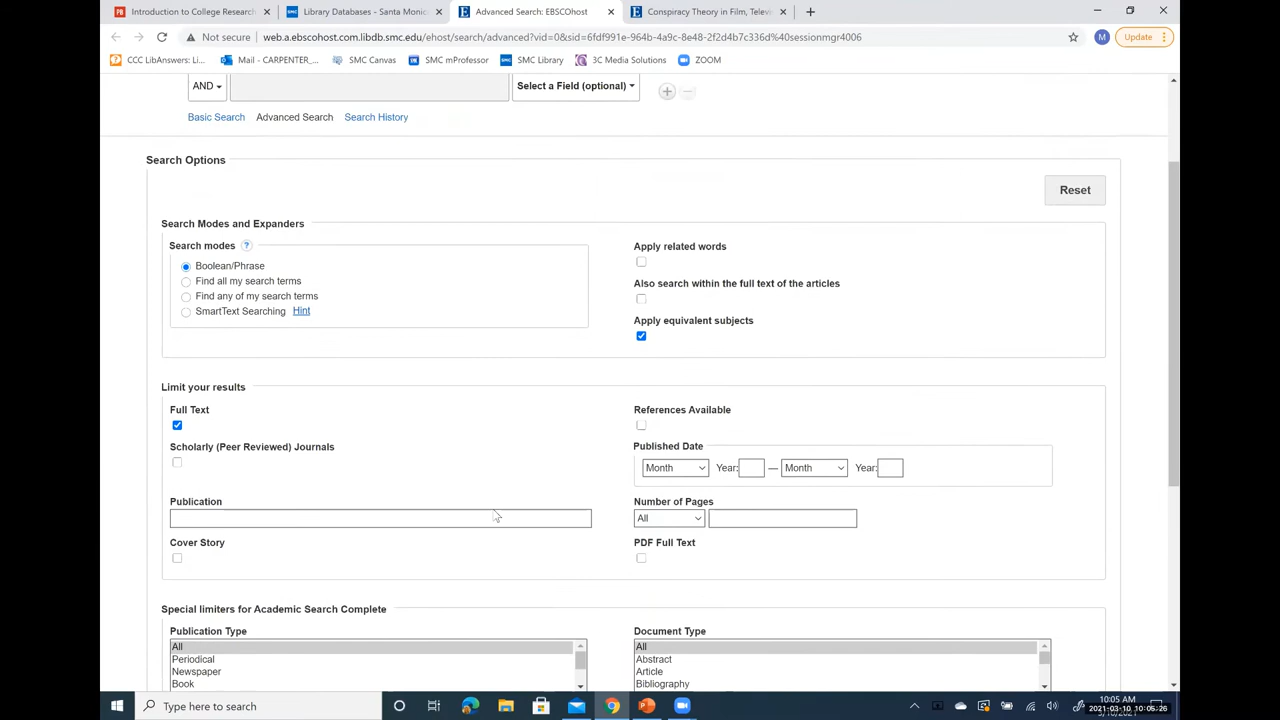 Introduction to College Research
Library Databases - Santa Monica
Advanced Search: EBSCOhost
Conspiracy Theory in Film, Telev
Not secure
web.a.ebscohost.com.libdb.smc.edu/ehost/search/advanced?vid=0&sid=6fdf991e-964b-4a9c-8e48-2f2d4b7c336d%40sessionmgr4006
M
Update
CCC LibAnswers: Li...
Mail - CARPENTER_...
SMC Canvas
SMC mProfessor
SMC Library
3C Media Solutions
ZOOM
AND
Select a Field (optional)
Basic Search
Advanced Search
Search History
Search Options
Reset
Search Modes and Expanders
Search modes ?
Boolean/Phrase
Find all my search terms
Find any of my search terms
SmartText Searching Hint
Apply related words
Also search within the full text of the articles
Apply equivalent subjects
Limit your results
Full Text
References Available
Scholarly (Peer Reviewed) Journals
Published Date
Month Year: — Month Year:
Publication
Number of Pages
All
Cover Story
PDF Full Text
Special limiters for Academic Search Complete
Publication Type
All
Periodical
Newspaper
Book
Document Type
All
Abstract
Article
Bibliography
Type here to search
10:05 AM
2021-03-10 10:05:26